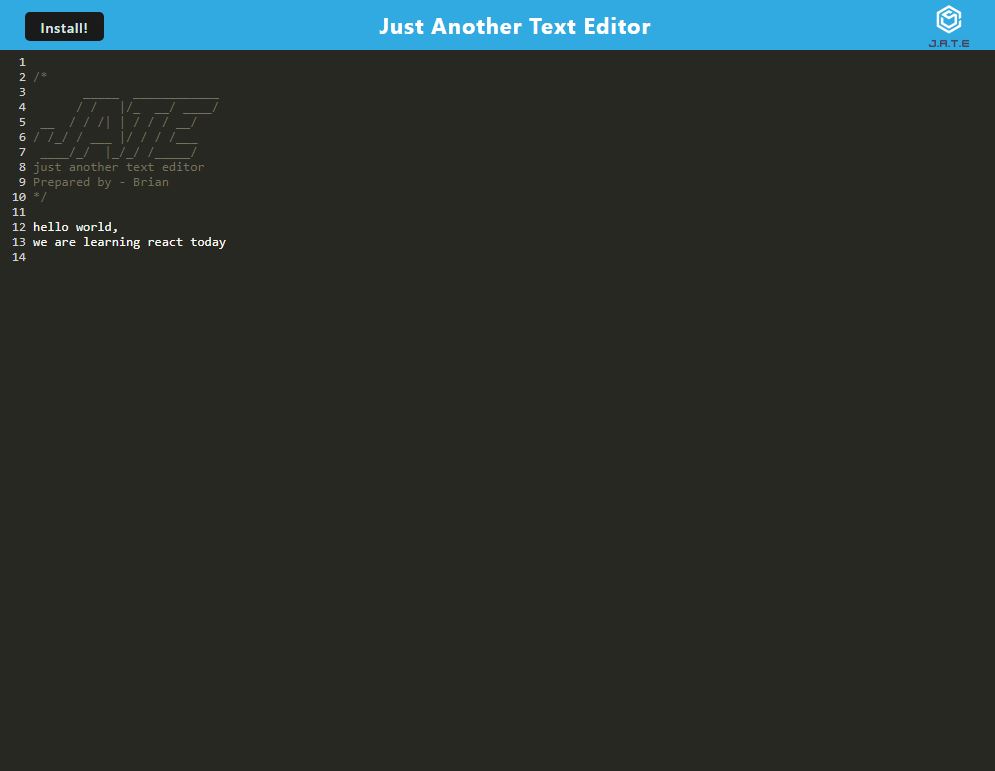 Install!
Just Another Text Editor
J.A.T.E
1
2 /*
3        _____  ____________
4       / /   |/_  __/ ____/
5  __  / / /| | / / / __/
6 / /_/ / ___ |/ / / /___
7  ____/_/  |_/_/ /_____/
8 just another text editor
9 Prepared by - Brian
10 */
11
12 hello world,
13 we are learning react today
14